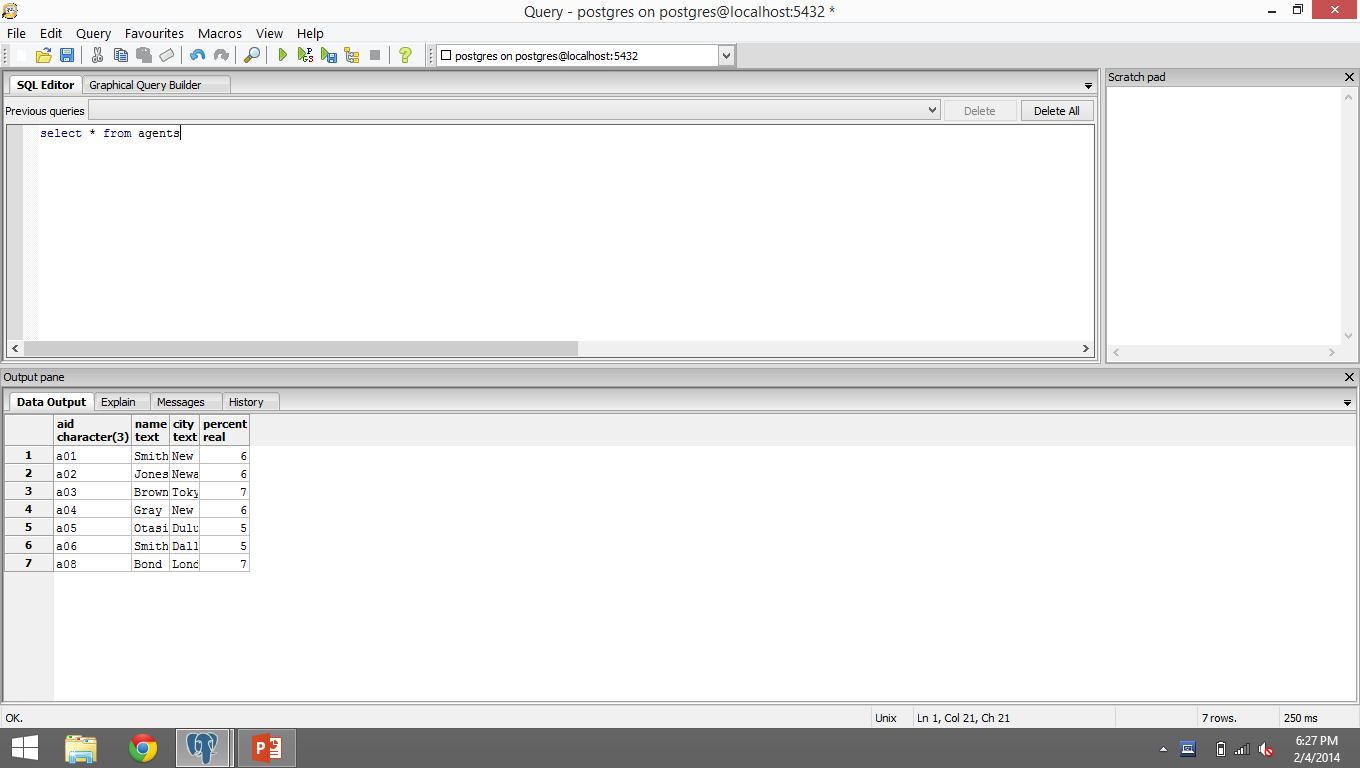 Query - postgres on postgres@localhost:5432 *
File Edit Query Favourites Macros View Help
postgres on postgres@localhost:5432
SQL Editor Graphical Query Builder
Scratch pad
Previous queries Delete Delete All
select * from agents
Output pane
Data Output Explain Messages History
aid name city percent
character(3) text text real
1 a01 Smith New 6
2 a02 Jones Newa 6
3 a03 Brown Toky 7
4 a04 Gray New 6
5 a05 Otasi Dulu 5
6 a06 Smith Dall 5
7 a08 Bond Lond 7
OK. Unix Ln 1, Col 21, Ch 21 7 rows. 250 ms
6:27 PM
2/4/2014